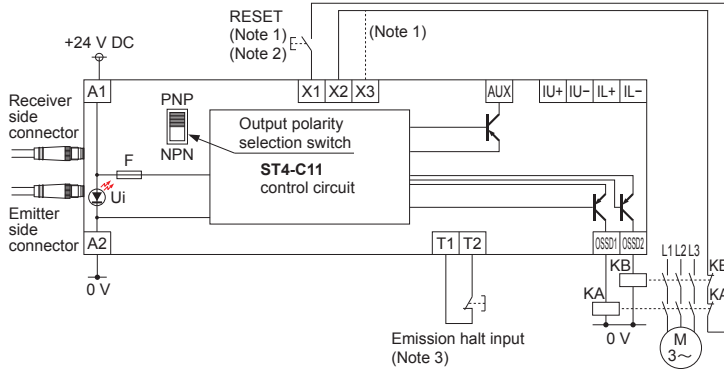 RESET
(Note 1)
(Note 2)
(Note 1)
+24 V DC
A1
X1
X2
X3
AUX
IU+
IU−
IL+
IL−
PNP
NPN
Receiver
side
connector
Output polarity
selection switch
ST4-C11
control circuit
F
Ui
Emitter
side
connector
A2
T1
T2
OSSD1
OSSD2
L1
L2
L3
KB
KB
KA
KA
0 V
0 V
Emission halt input
(Note 3)
M
3~